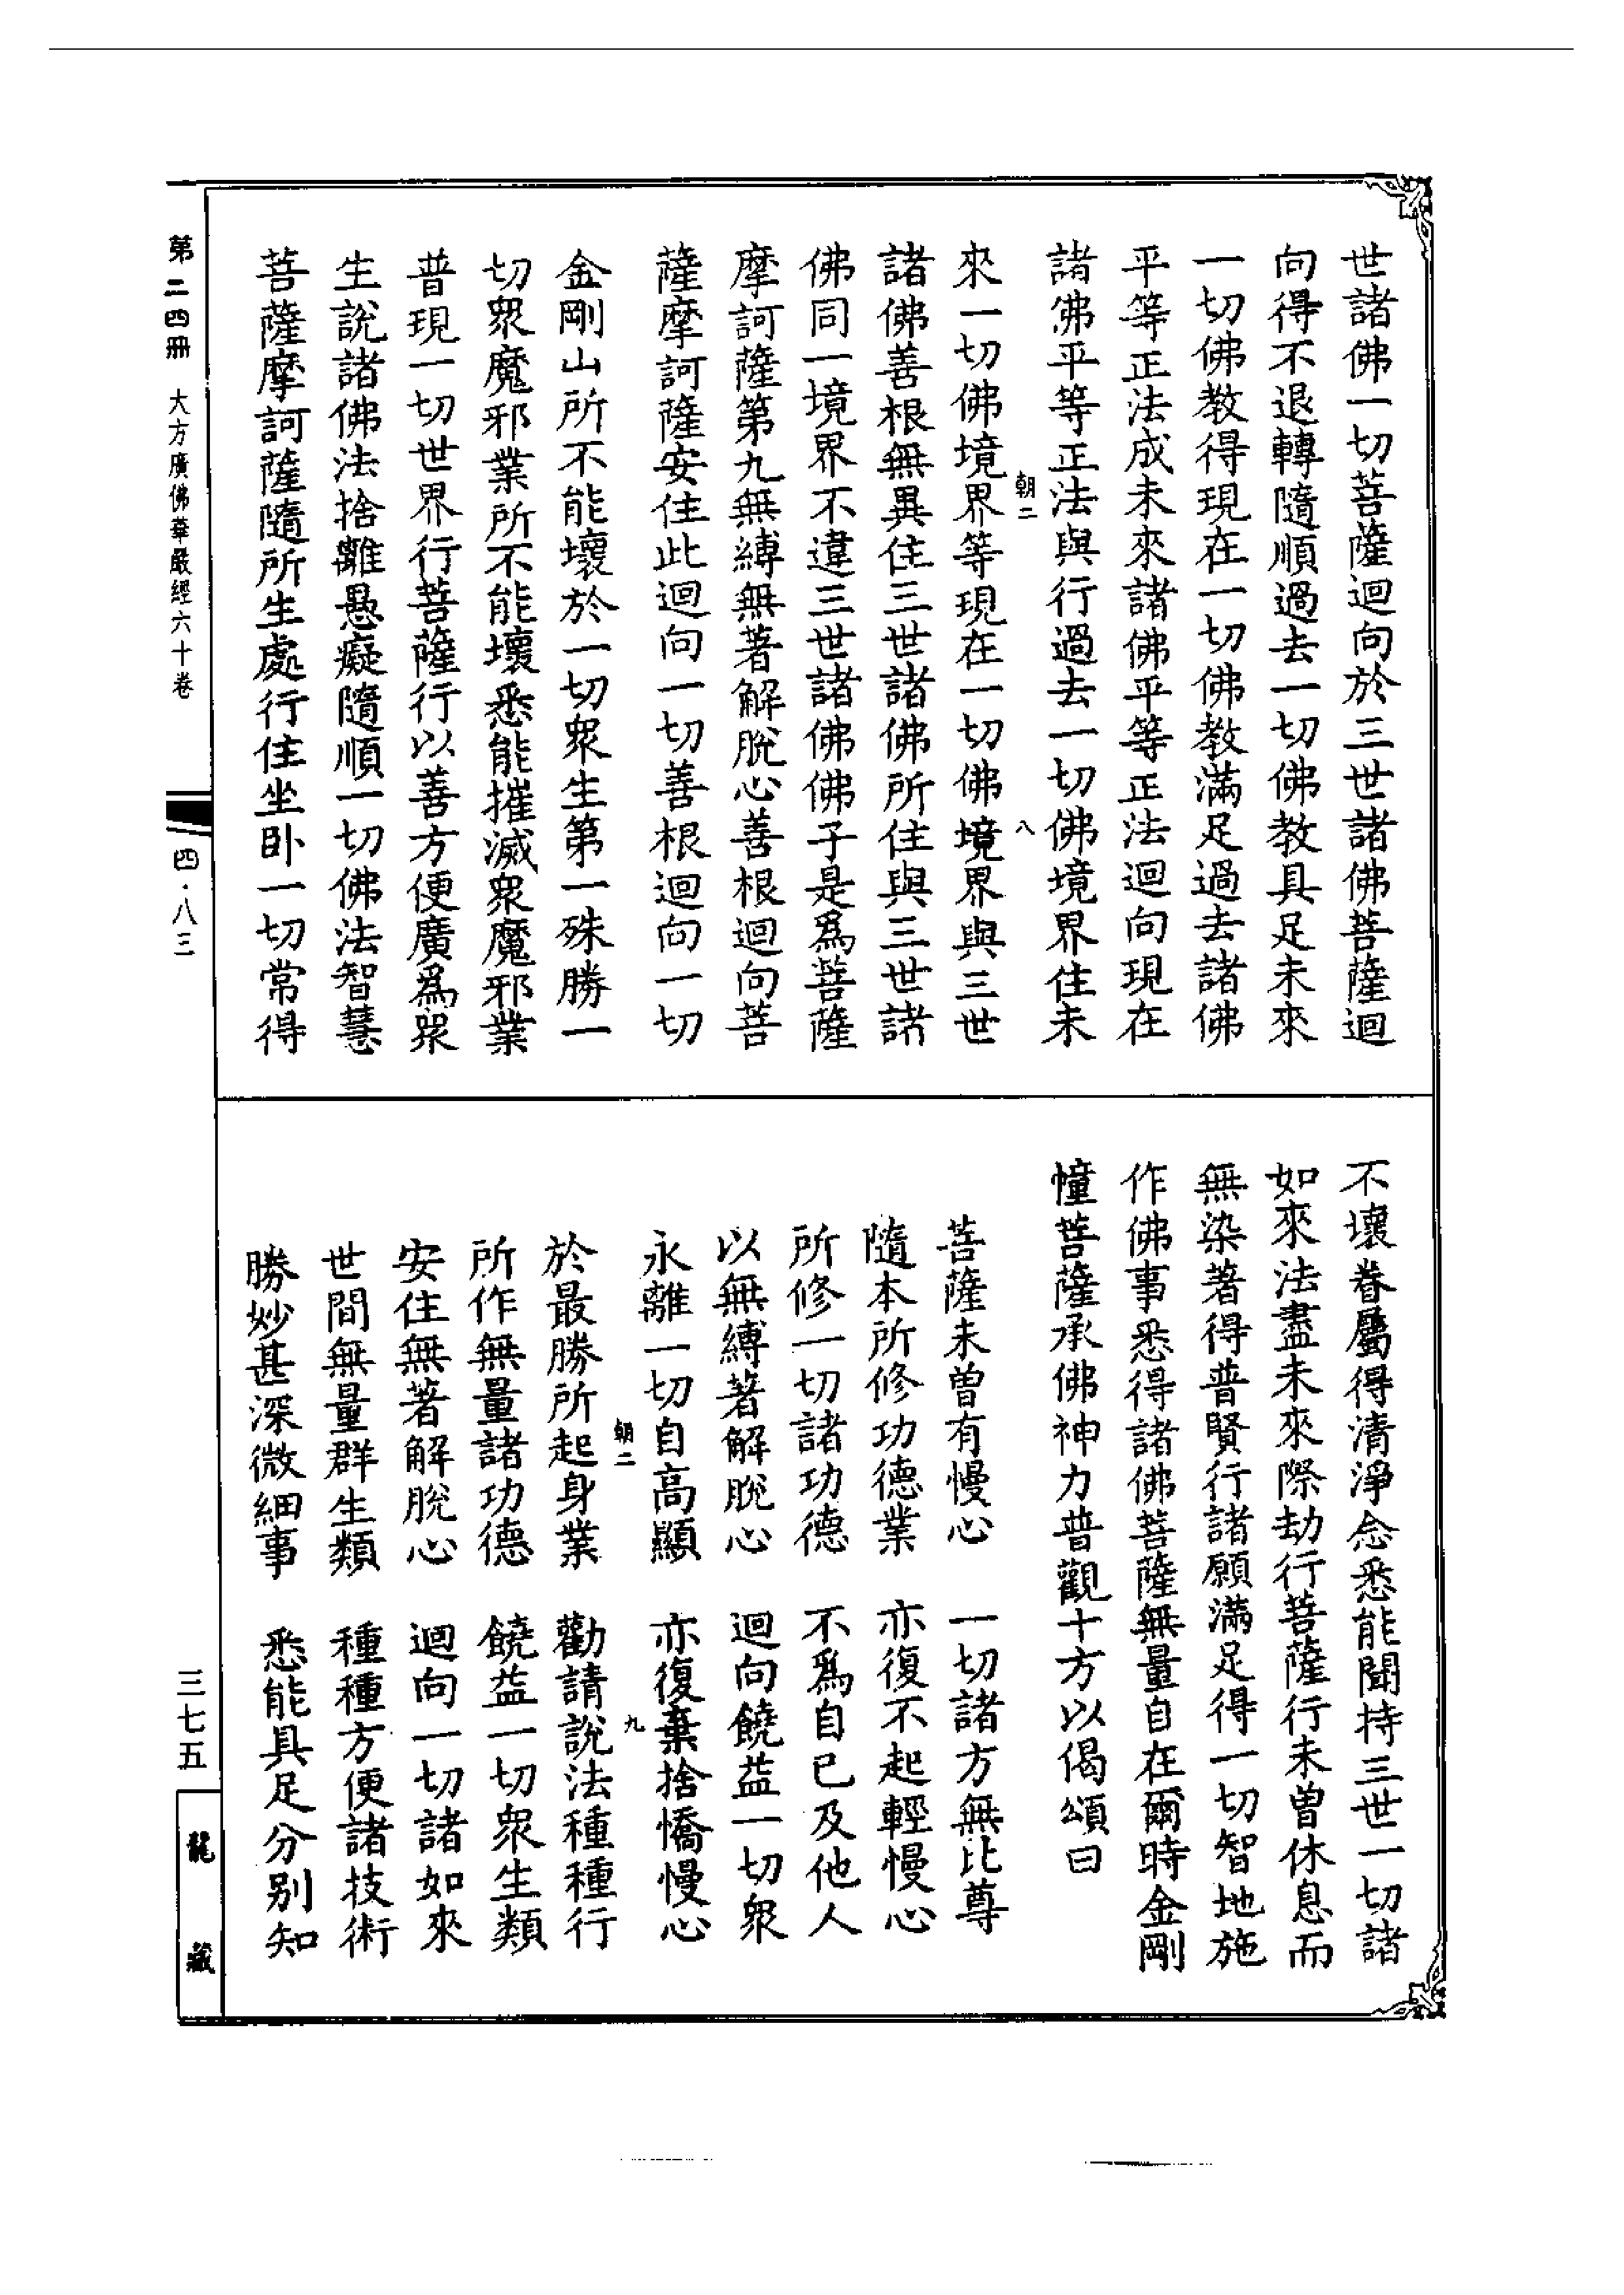 世諸佛一切菩薩迴向於三世諸佛菩薩迴
向得不退轉隨順過去一切佛教具足未來
一切佛教得現在一切佛教滿足過去諸佛
平等正法成未來諸佛平等正法迴向現在
諸佛平等正法與行過去一切佛境界住未
朝二 八
來一切佛境界等現在一切佛境界與三世
諸佛善根無異住三世諸佛所住與三世諸
佛同一境界不違三世諸佛佛子是爲菩薩
摩訶薩第九無縛無著解脫心善根迴向菩
薩摩訶薩安住此迴向一切善根迴向一切
金剛山所不能壞於一切衆生第一殊勝一
切衆魔邪業所不能壞悉能摧滅衆魔邪業
普現一切世界行菩薩行以善方便廣爲衆
生說諸佛法捨離愚癡隨順一切佛法智慧
菩薩摩訶薩隨所生處行住坐臥一切常得
不壞眷屬得清淨念悉能聞持三世一切諸
如來法盡未來際劫行菩薩行未曾休息而
無染著得普賢行諸願滿足得一切智地施
作佛事悉得諸佛菩薩無量自在爾時金剛
幢菩薩承佛神力普觀十方以偈頌曰
菩薩未曾有慢心 一切諸方無比尊
隨本所修功德業 亦復不起輕慢心
所修一切諸功德 不爲自已及他人
以無縛著解脫心 迴向饒益一切衆
永離一切自高顯 亦復棄捨憍慢心
朝二 九
於最勝所起身業 勸請說法種種行
所作無量諸功德 饒益一切衆生類
安住無著解脫心 迴向一切諸如來
世間無量群生類 種種方便諸技術
勝妙甚深微細事 悉能具足分別知
第二四冊 大方廣佛華嚴經六十卷 四·八三
三七五
龍藏